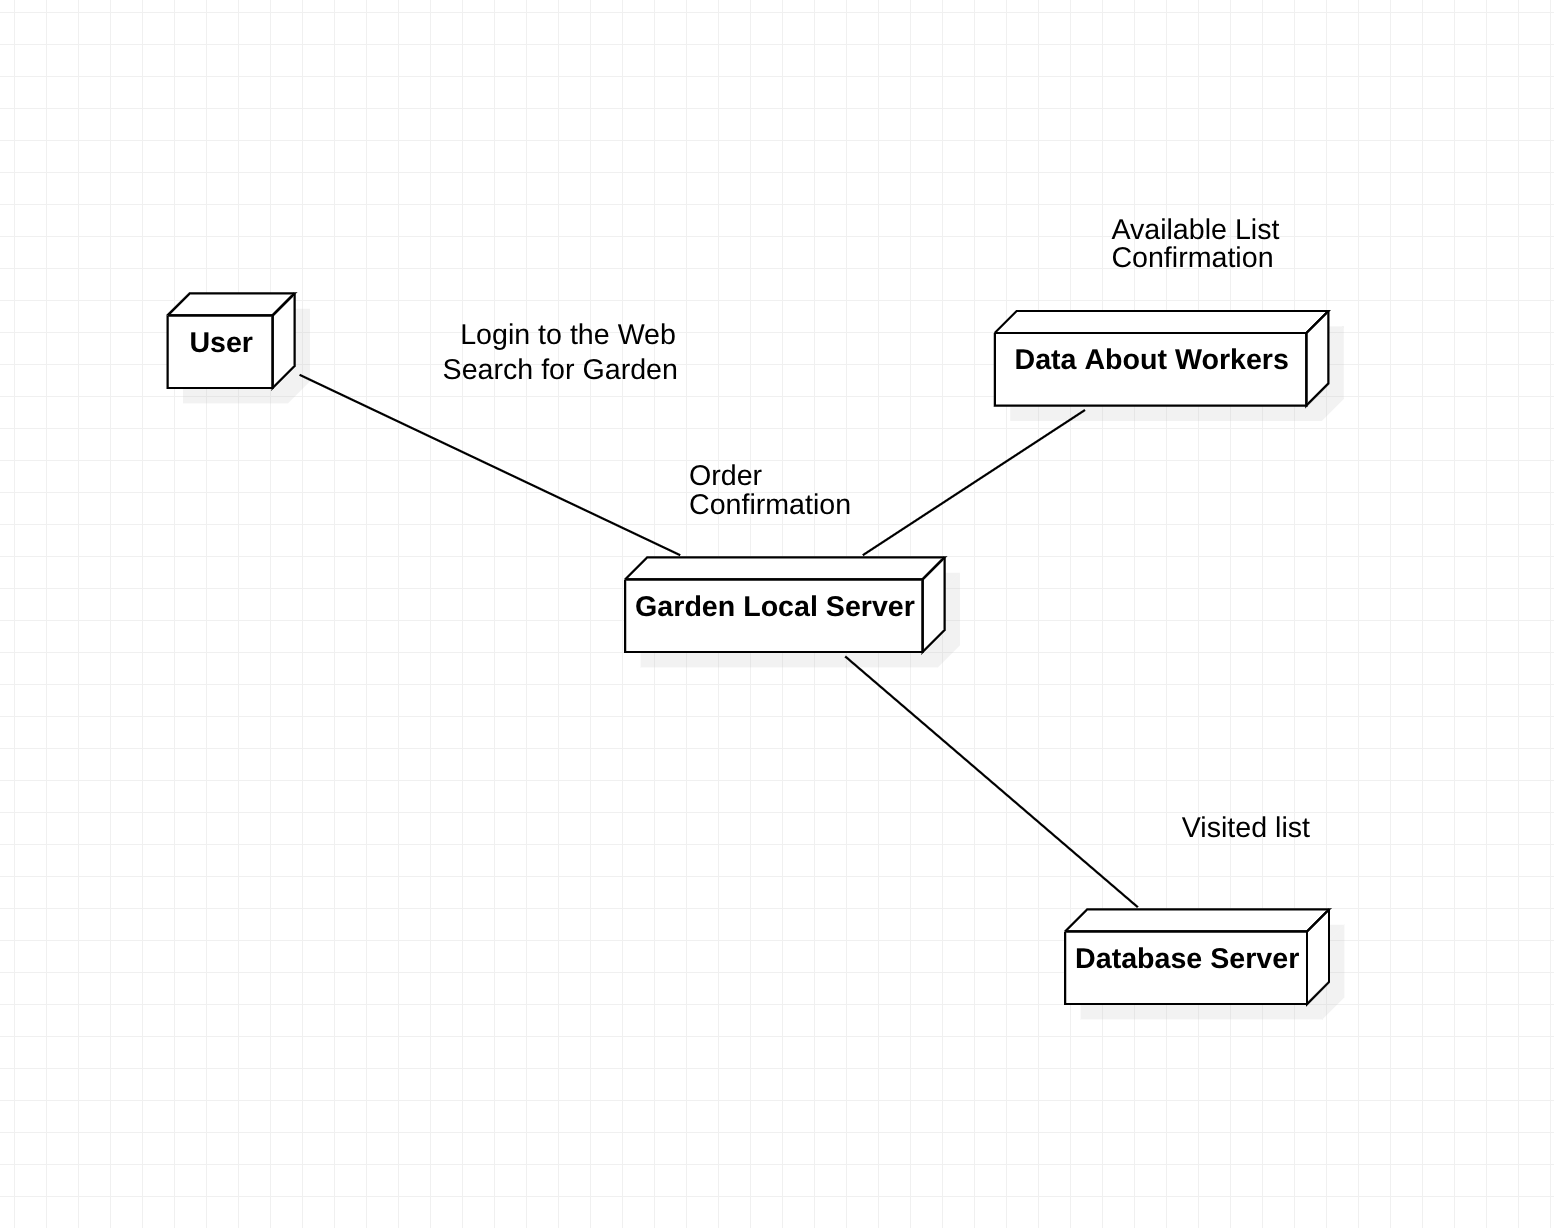 Available List
Confirmation
User
Login to the Web
Search for Garden
Data About Workers
Order
Confirmation
Garden Local Server
Visited list
Database Server